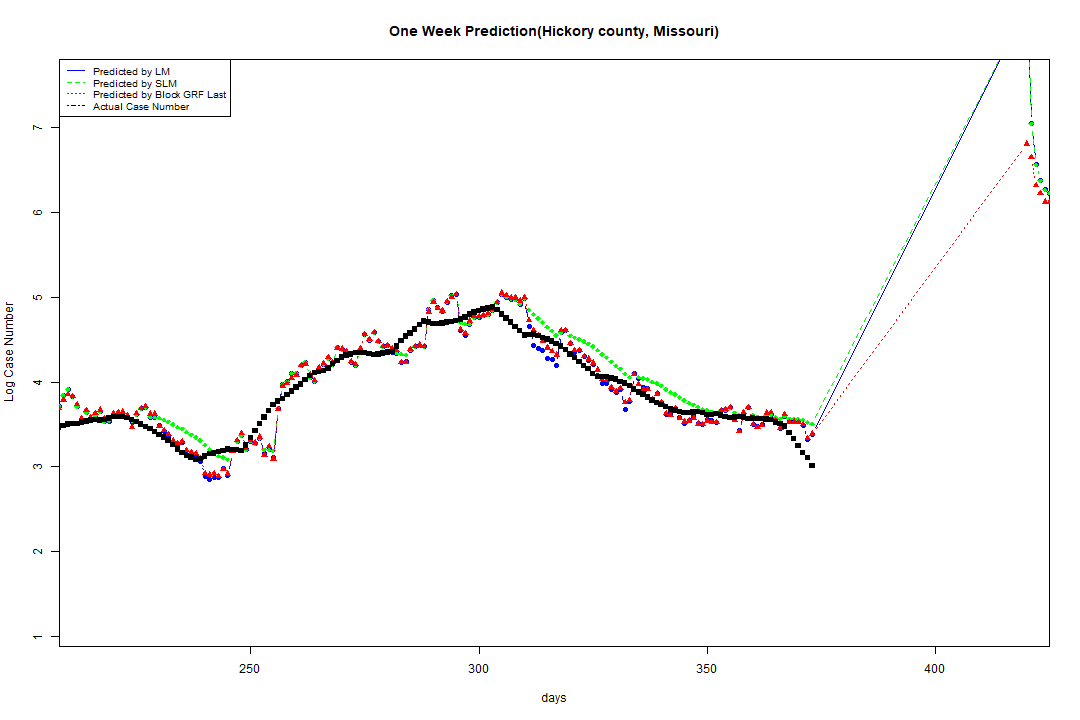 One Week Prediction(Hickory county, Missouri)
Predicted by LM
Predicted by SLM
Predicted by Block GRF Last
Actual Case Number
7
6
5
4
3
2
1
Log Case Number
250 300 350 400
days